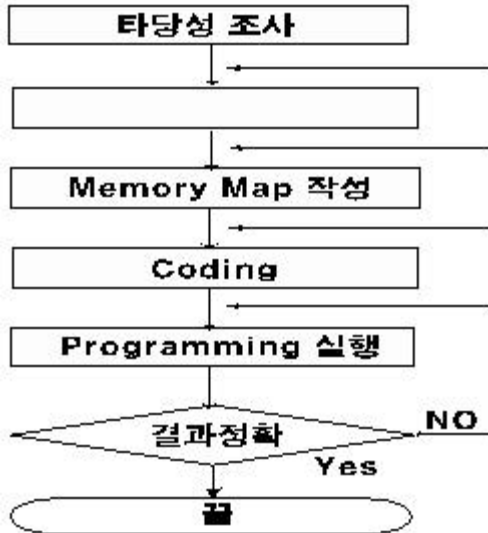 타당성 조사
Memory Map 작성
Coding
Programming 실행
결과정확
NO
Yes
끝